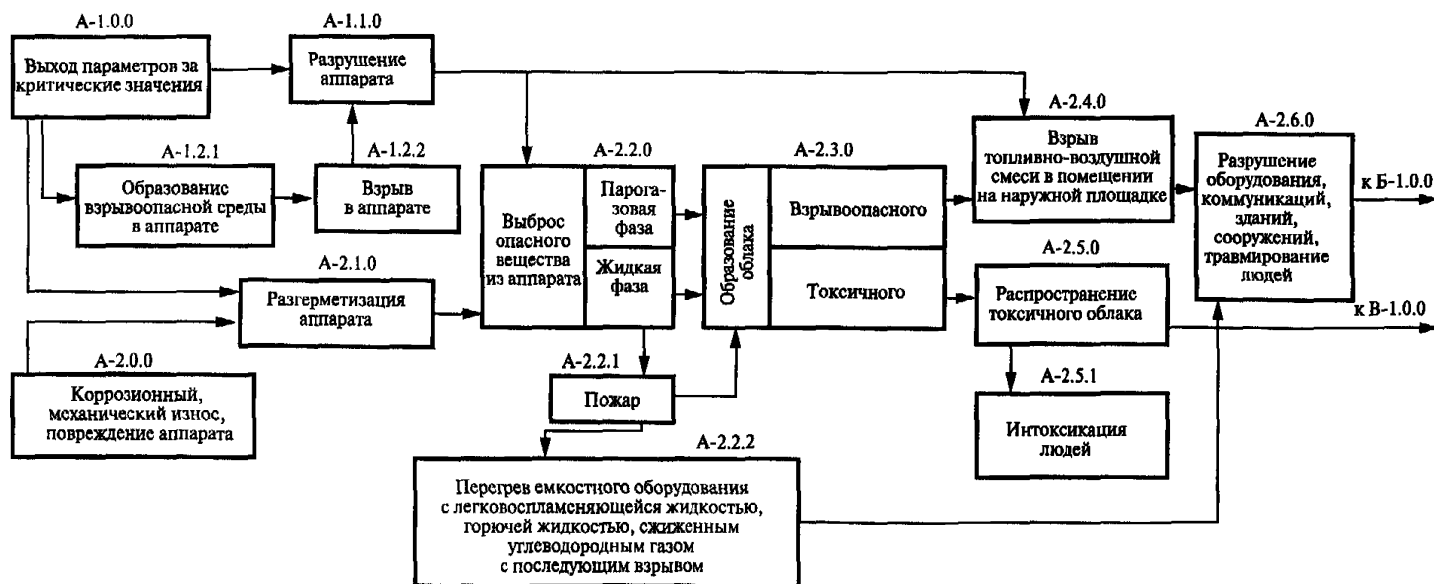 А-1.0.0
Выход параметров за
критические значения
А-1.1.0
Разрушение
аппарата
А-1.2.1
Образование
взрывоопасной среды
в аппарате
А-1.2.2
Взрыв
в аппарате
А-2.1.0
Разгерметизация
аппарата
А-2.0.0
Коррозионный,
механический износ,
повреждение аппарата
А-2.2.0
Выброс
опасного
вещества
из аппарата
Парога-
зовая
фаза
Жидкая
фаза
А-2.2.1
Пожар
А-2.2.2
Перегрев емкостного оборудования
с легковоспламеняющейся жидкостью,
горючей жидкостью, сжиженным
углеводородным газом
с последующим взрывом
А-2.3.0
Образование
облака
Взрывоопасного
Токсичного
А-2.4.0
Взрыв
топливно-воздушной
смеси в помещении
на наружной площадке
А-2.5.0
Распространение
токсичного облака
А-2.5.1
Интоксикация
людей
А-2.6.0
Разрушение
оборудования,
коммуникаций,
зданий,
сооружений,
травмирование
людей
к Б-1.0.0
к В-1.0.0